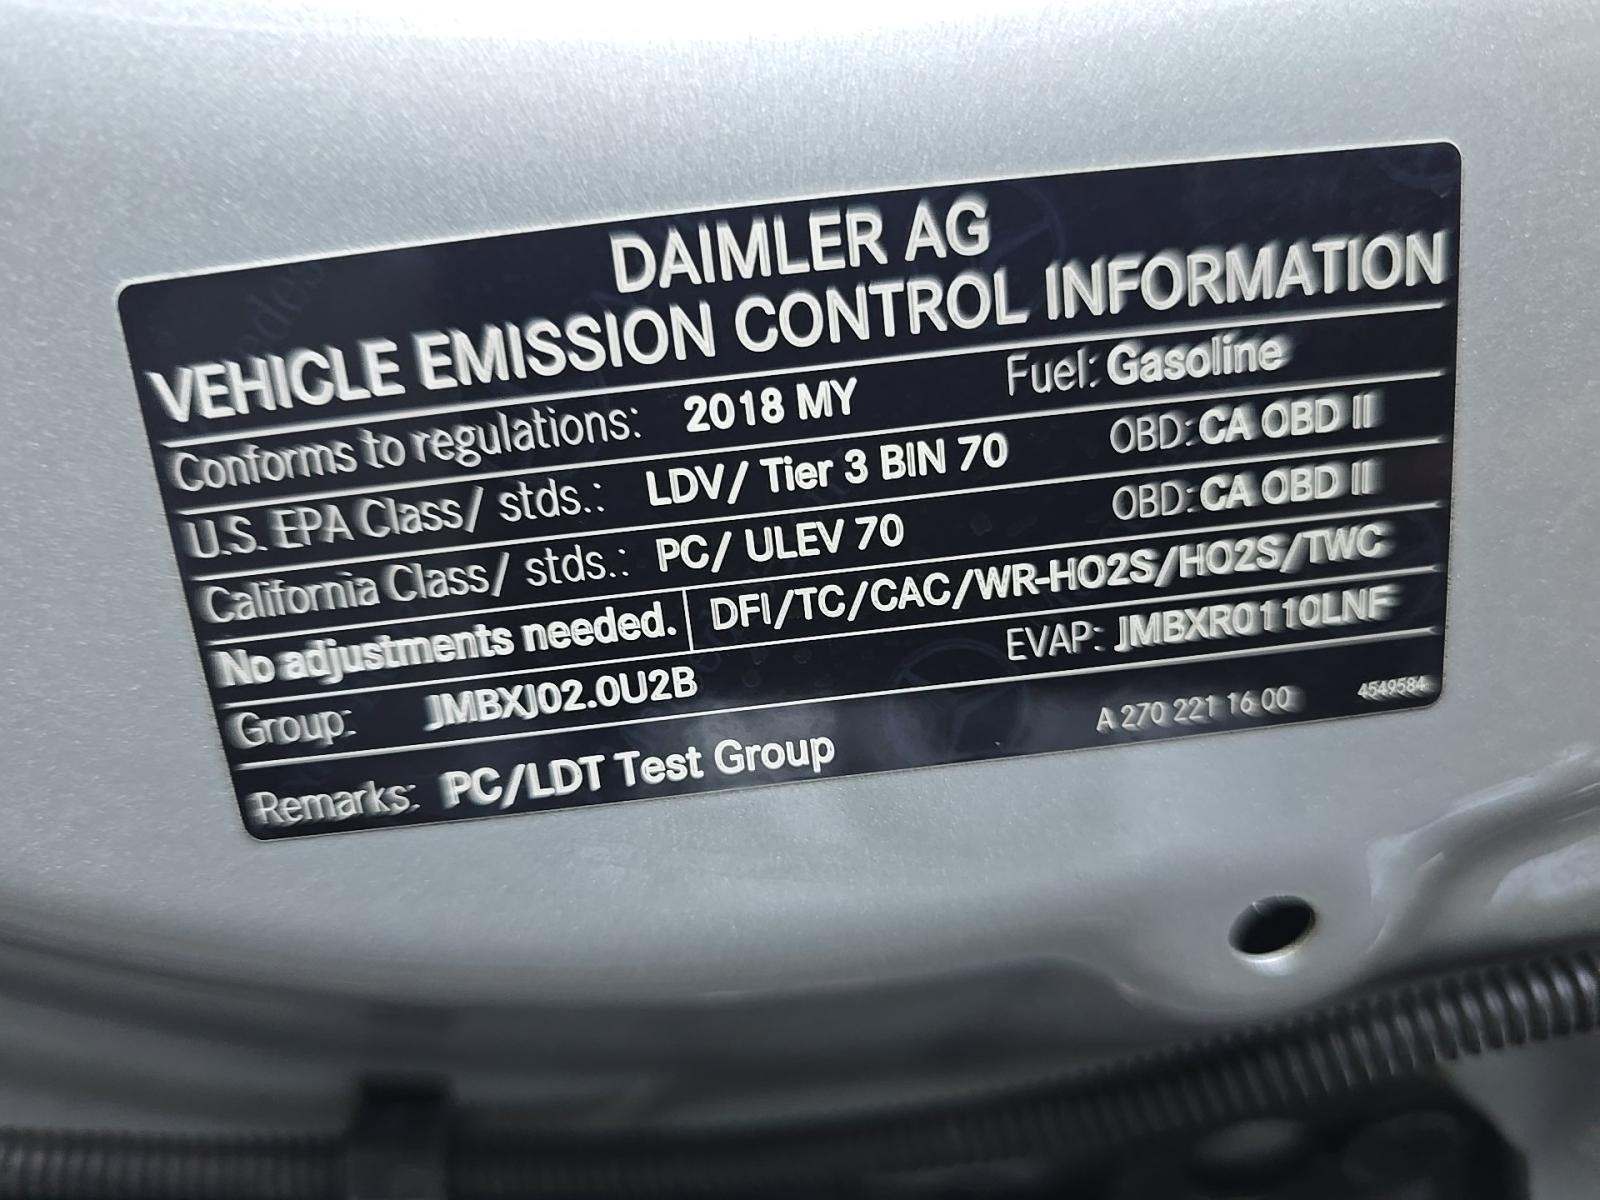 DAIMLER AG
VEHICLE EMISSION CONTROL INFORMATION
Conforms to regulations: 2018 MY Fuel: Gasoline
U.S. EPA Class/ stds.: LDV/ Tier 3 BIN 70 OBD: CA OBD II
California Class/ stds.: PC/ ULEV 70 OBD: CA OBD II
No adjustments needed. DFI/TC/CAC/WR-HO2S/HO2S/TWC
Group: JMBXJ02.0U2B EVAP: JMBXR0110LNF
Remarks: PC/LDT Test Group A 270 221 16 00 4549584